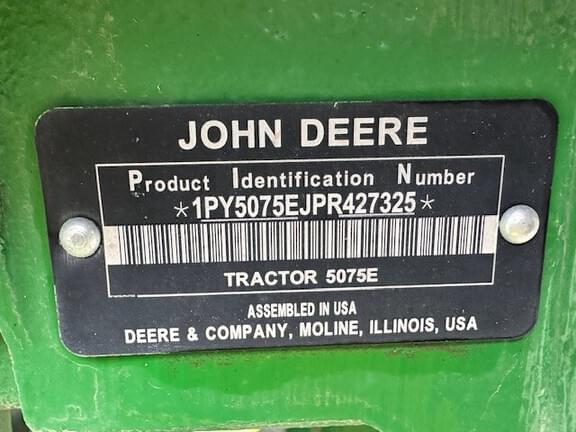 JOHN DEERE
Product Identification Number
*1PY5075EJPR427325*
TRACTOR 5075E
ASSEMBLED IN USA
DEERE & COMPANY, MOLINE, ILLINOIS, USA